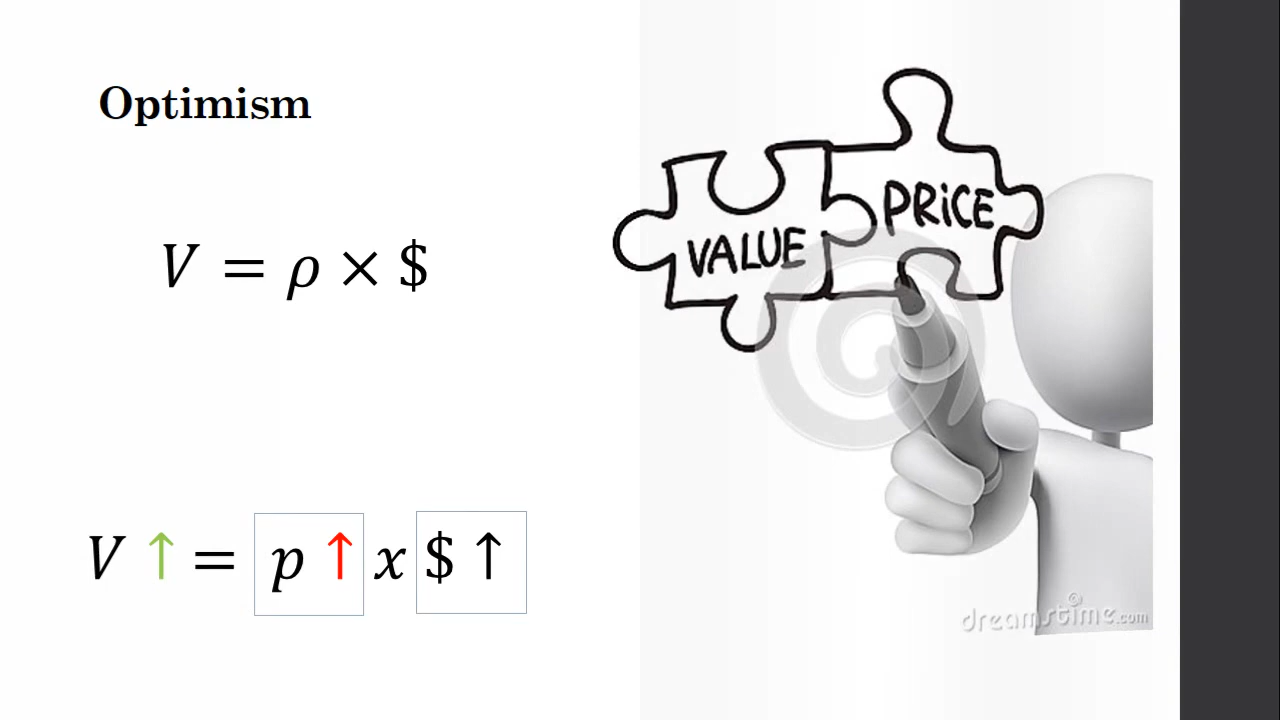 Optimism
V = ρ × $
VALUE PRICE
V ↑ = p ↑ x $ ↑
dreamstime.com